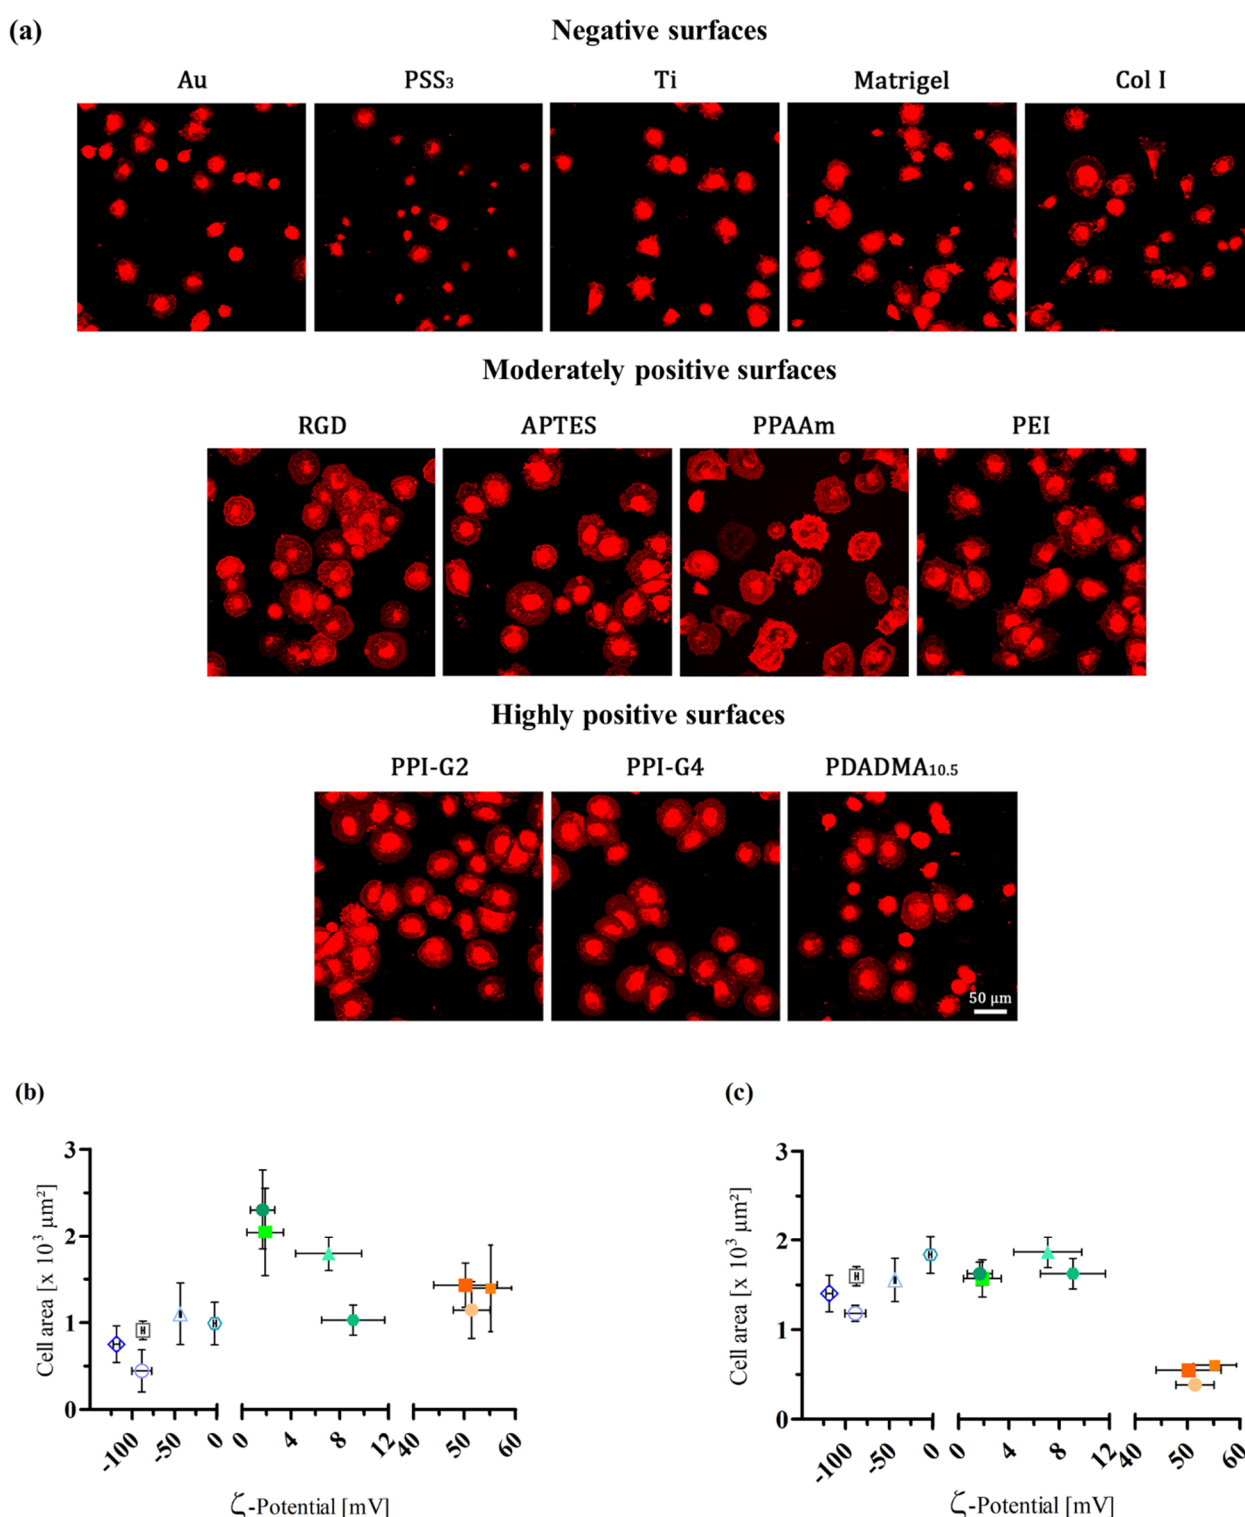 (a)
Negative surfaces
Au PSS₃ Ti Matrigel Col I
Moderately positive surfaces
RGD APTES PPAAm PEI
Highly positive surfaces
PPI-G2 PPI-G4 PDADMA₁₀.₅
50 µm
(b)
Cell area [x 10³ µm²]
3
2
1
0
-100 -50 0 0 4 8 12 40 50 60
ζ-Potential [mV]
(c)
Cell area [x 10³ µm²]
3
2
1
0
-100 -50 0 0 4 8 12 40 50 60
ζ-Potential [mV]